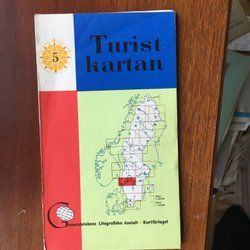 5
Turist
kartan
Generalstabens Litografiska Anstalt - Kartförlaget